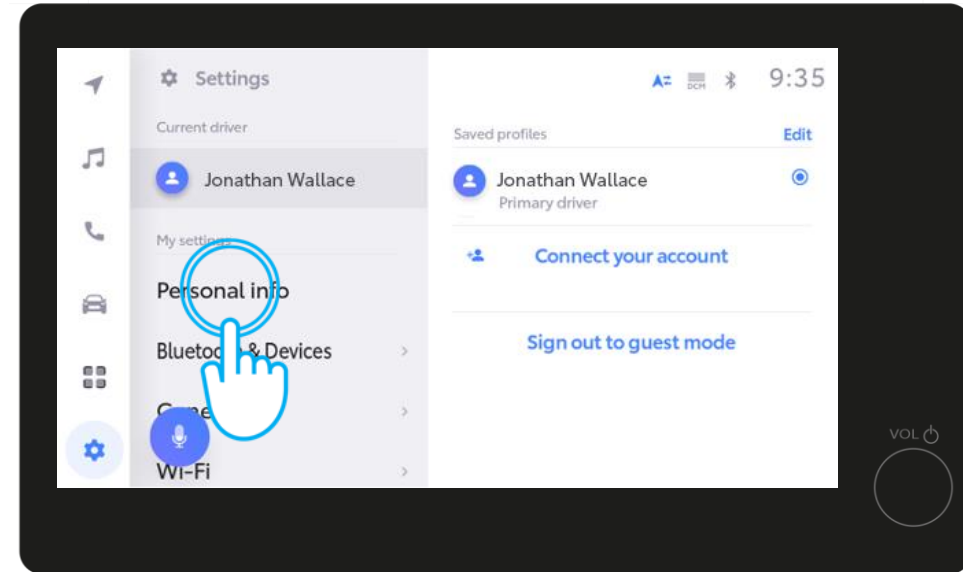 Settings
9:35
DCM
Current driver
Jonathan Wallace
My settings
Personal info
Bluetooth & Devices
Wi-Fi
Saved profiles
Edit
Jonathan Wallace
Primary driver
Connect your account
Sign out to guest mode
VOL